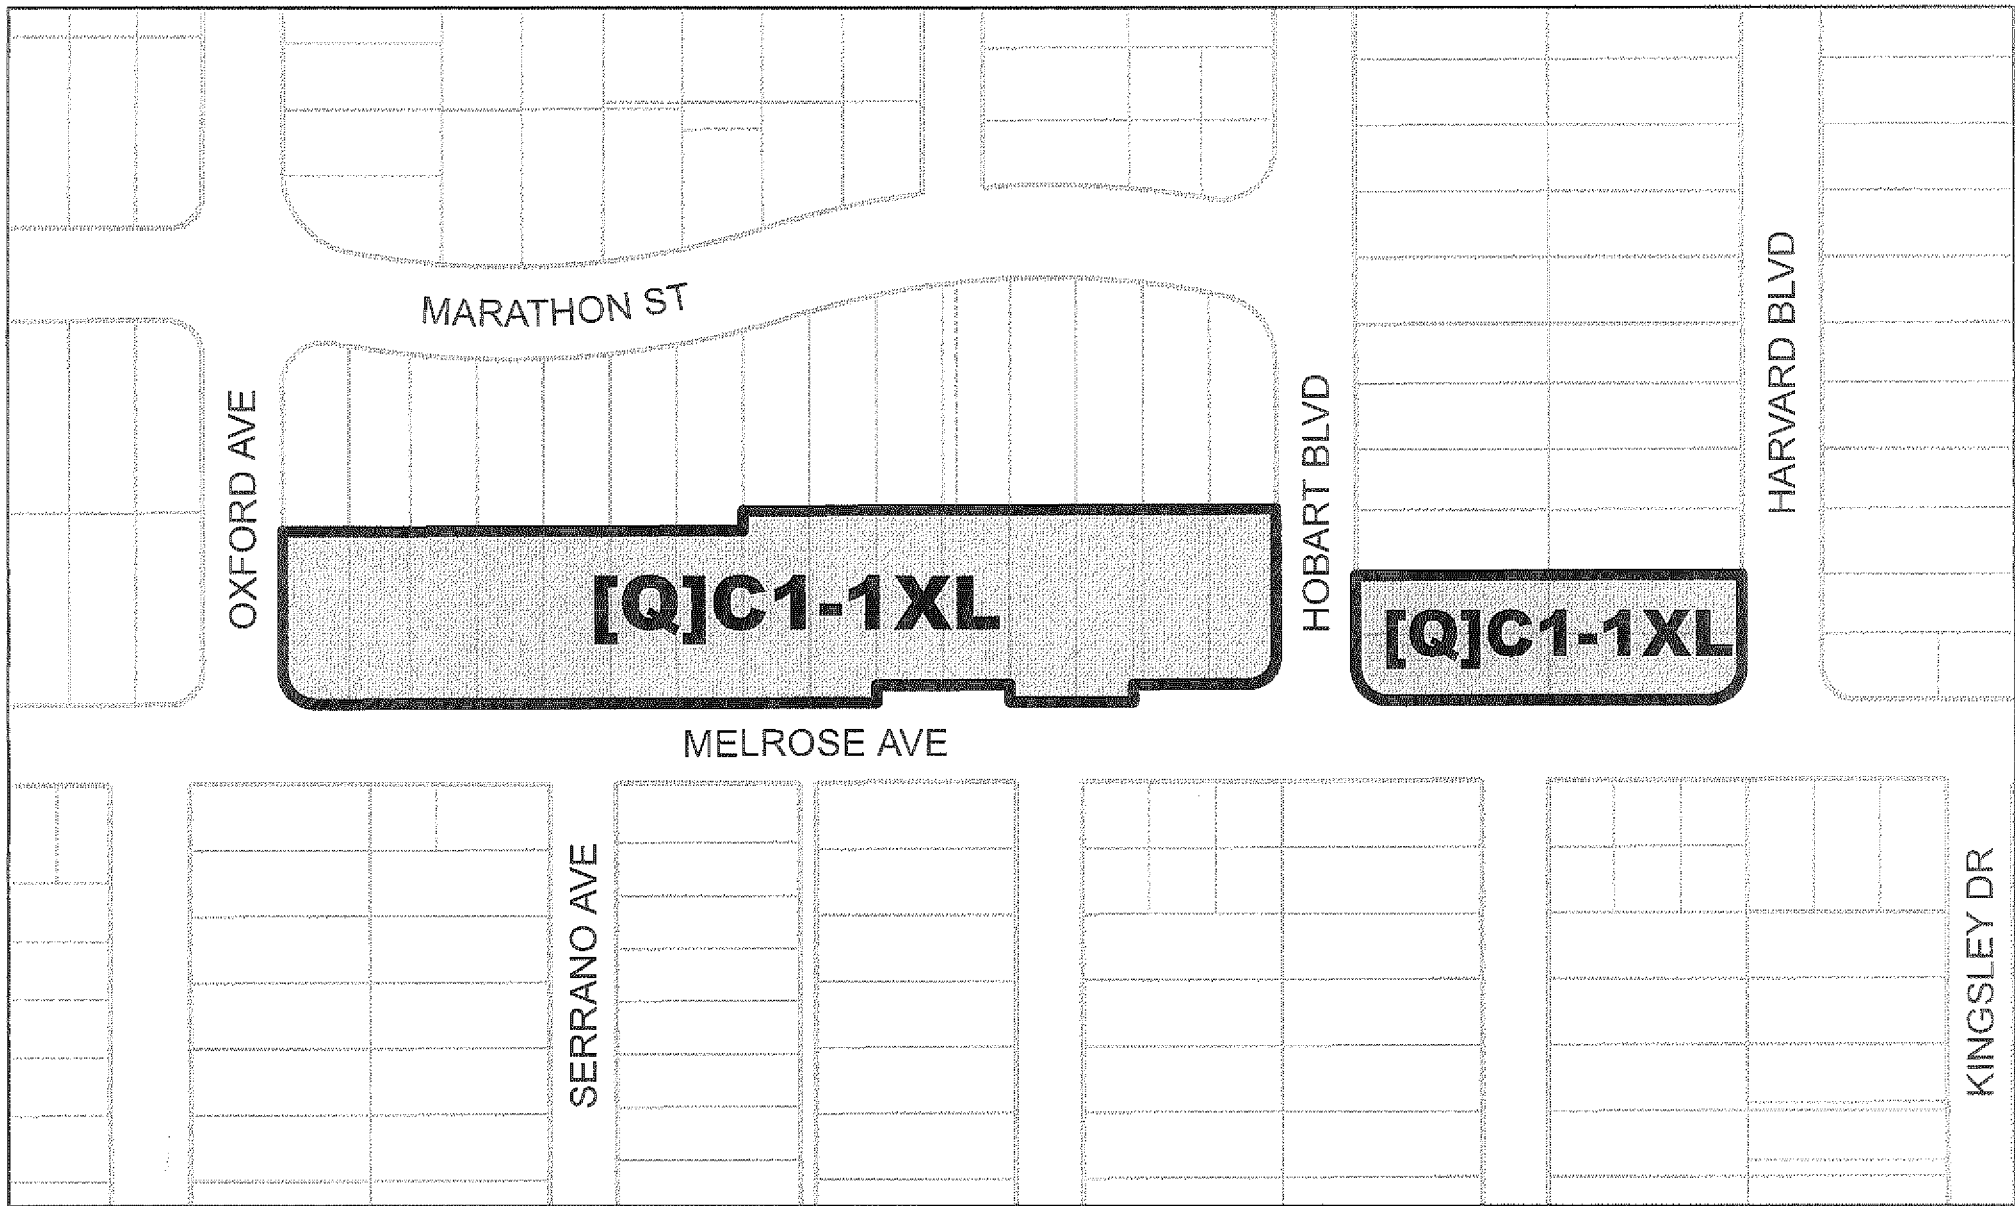 MARATHON ST
OXFORD AVE
HOBART BLVD
HARVARD BLVD
[Q]C1-1XL
[Q]C1-1XL
MELROSE AVE
SERRANO AVE
KINGSLEY DR